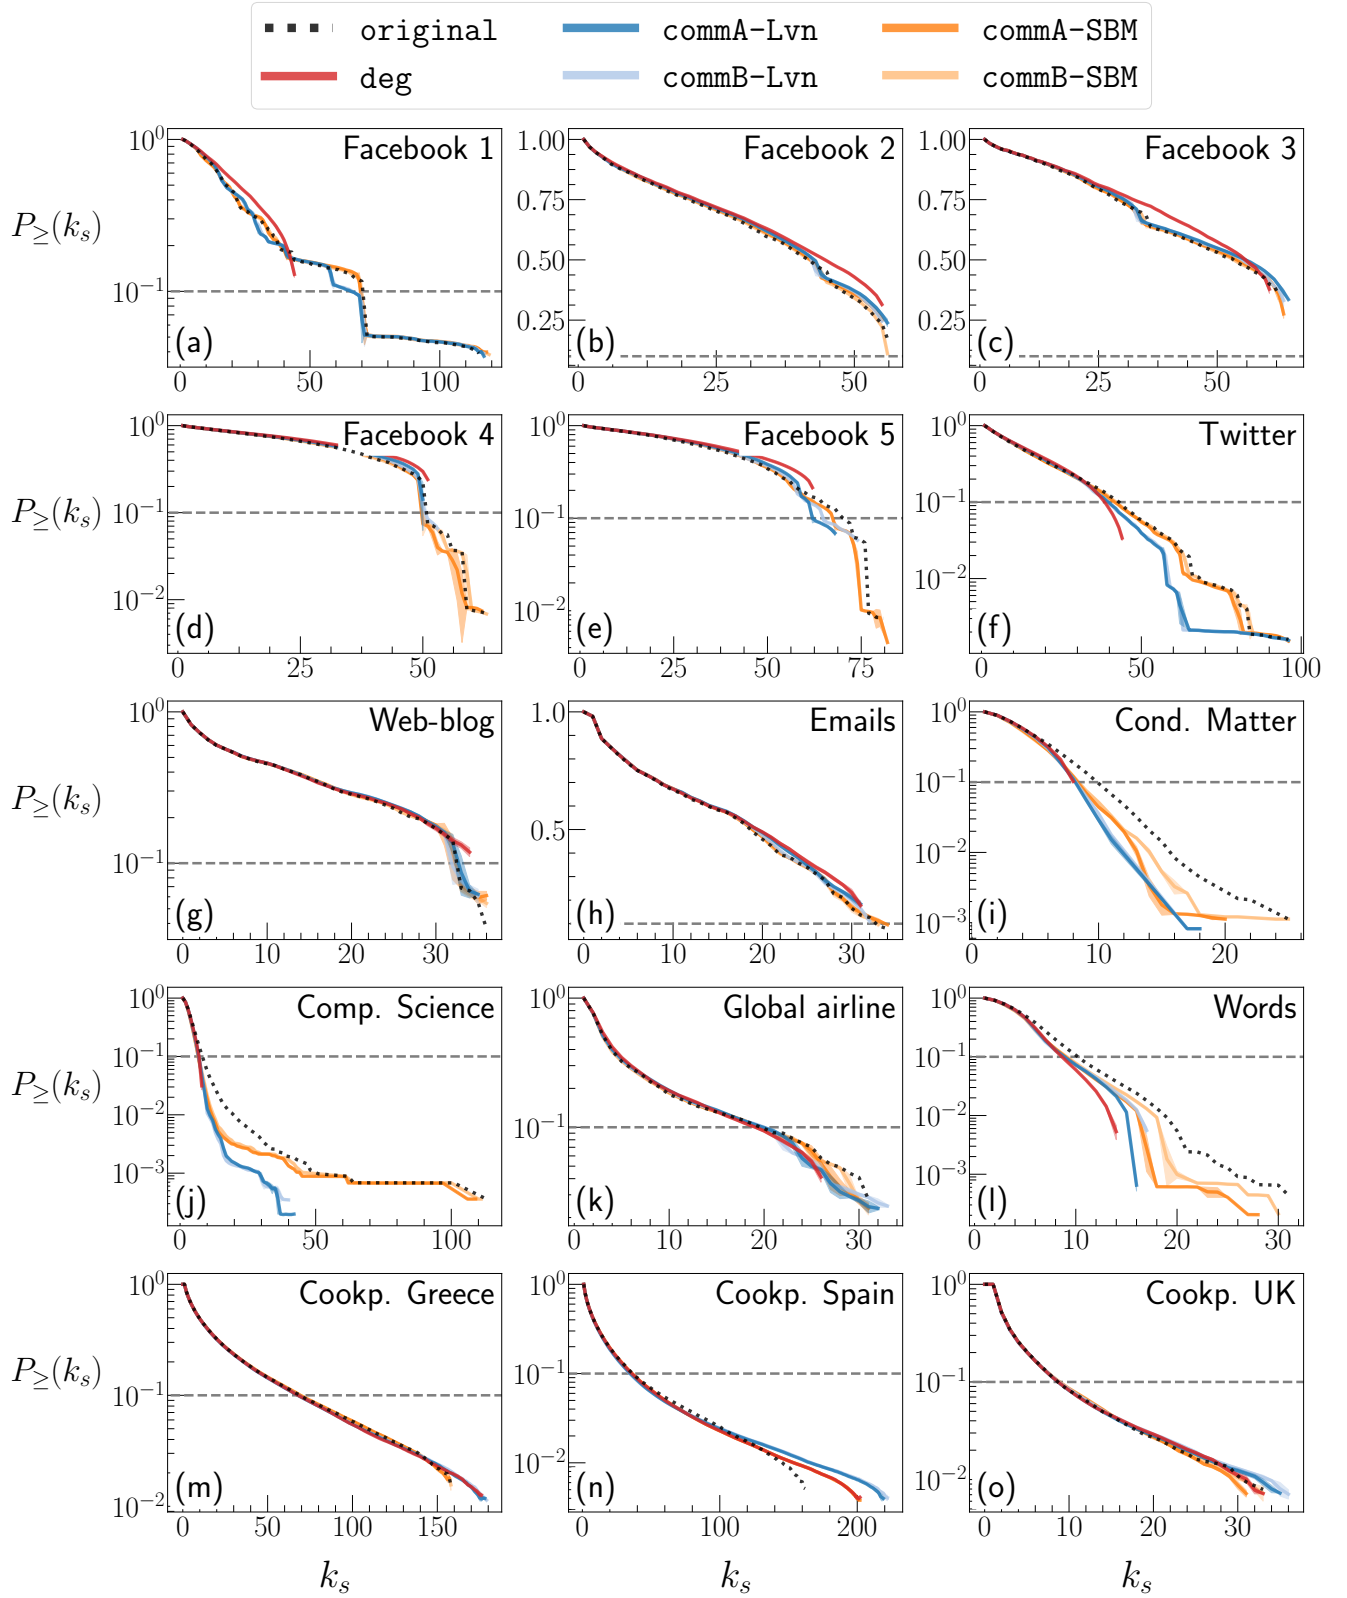 original commA-Lvn commA-SBM
deg commB-Lvn commB-SBM
P≥(k_s)
10^0
10^-1
0 50 100
(a)
Facebook 1
1.00
0.75
0.50
0.25
0 25 50
(b)
Facebook 2
1.00
0.75
0.50
0.25
0 25 50
(c)
Facebook 3
P≥(k_s)
10^0
10^-1
10^-2
0 25 50
(d)
Facebook 4
10^0
10^-1
10^-2
0 25 50 75
(e)
Facebook 5
10^0
10^-1
10^-2
0 50 100
(f)
Twitter
P≥(k_s)
10^0
10^-1
0 10 20 30
(g)
Web-blog
1.0
0.5
0 10 20 30
(h)
Emails
10^0
10^-1
10^-2
10^-3
0 10 20
(i)
Cond. Matter
P≥(k_s)
10^0
10^-1
10^-2
10^-3
0 50 100
(j)
Comp. Science
10^0
10^-1
0 10 20 30
(k)
Global airline
10^0
10^-1
10^-2
10^-3
0 10 20 30
(l)
Words
P≥(k_s)
10^0
10^-1
10^-2
0 50 100 150
(m)
Cookp. Greece
10^0
10^-1
10^-2
0 100 200
(n)
Cookp. Spain
10^0
10^-1
10^-2
0 10 20 30
(o)
Cookp. UK
k_s k_s k_s